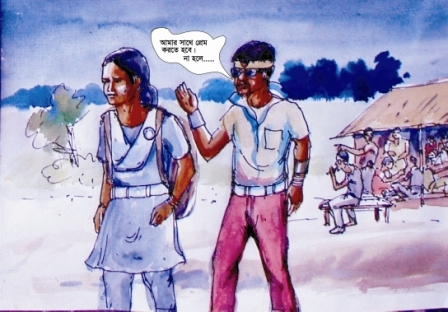 আমার সাথে প্রেম
করতে হবে।
না হলে.....